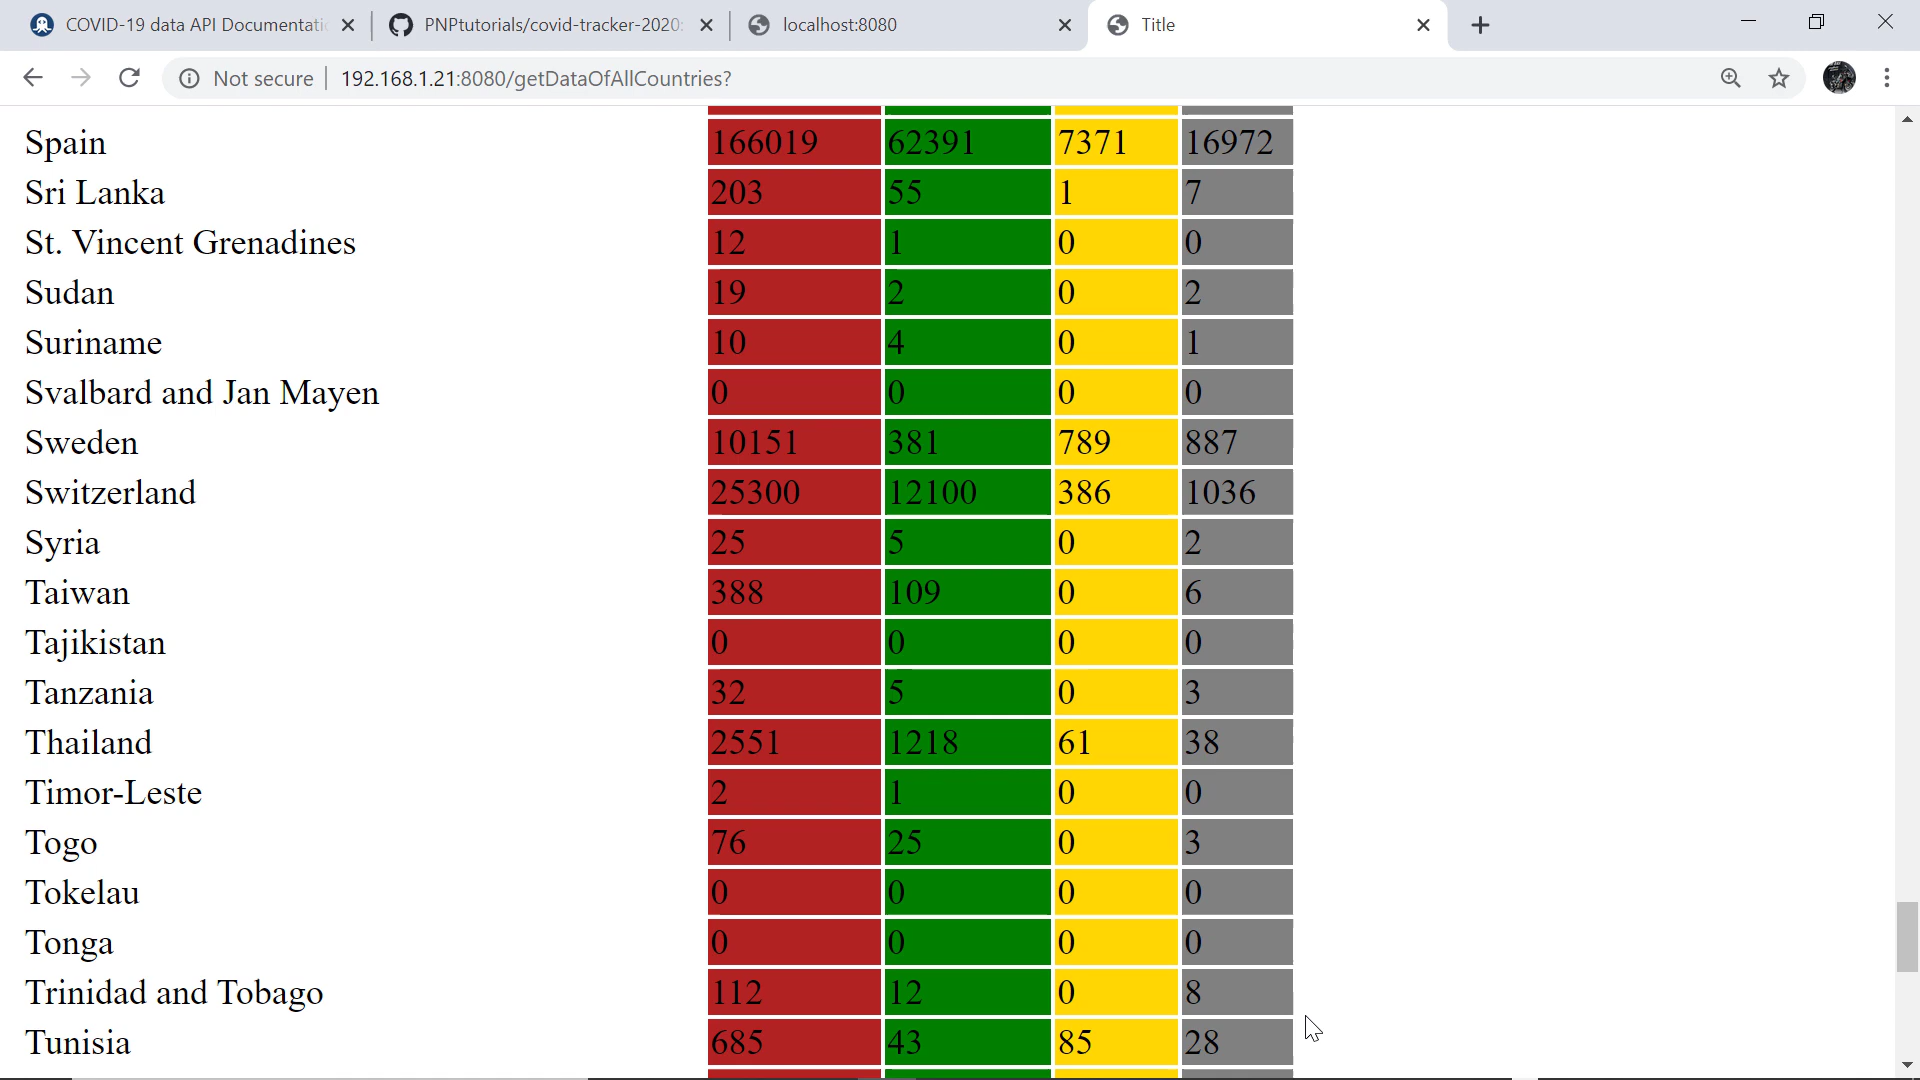 COVID-19 data API Documentati
PNPtutorials/covid-tracker-2020:
localhost:8080
Title
Not secure
192.168.1.21:8080/getDataOfAllCountries?
Spain 166019 62391 7371 16972
Sri Lanka 203 55 1 7
St. Vincent Grenadines 12 1 0 0
Sudan 19 2 0 2
Suriname 10 4 0 1
Svalbard and Jan Mayen 0 0 0 0
Sweden 10151 381 789 887
Switzerland 25300 12100 386 1036
Syria 25 5 0 2
Taiwan 388 109 0 6
Tajikistan 0 0 0 0
Tanzania 32 5 0 3
Thailand 2551 1218 61 38
Timor-Leste 2 1 0 0
Togo 76 25 0 3
Tokelau 0 0 0 0
Tonga 0 0 0 0
Trinidad and Tobago 112 12 0 8
Tunisia 685 43 85 28